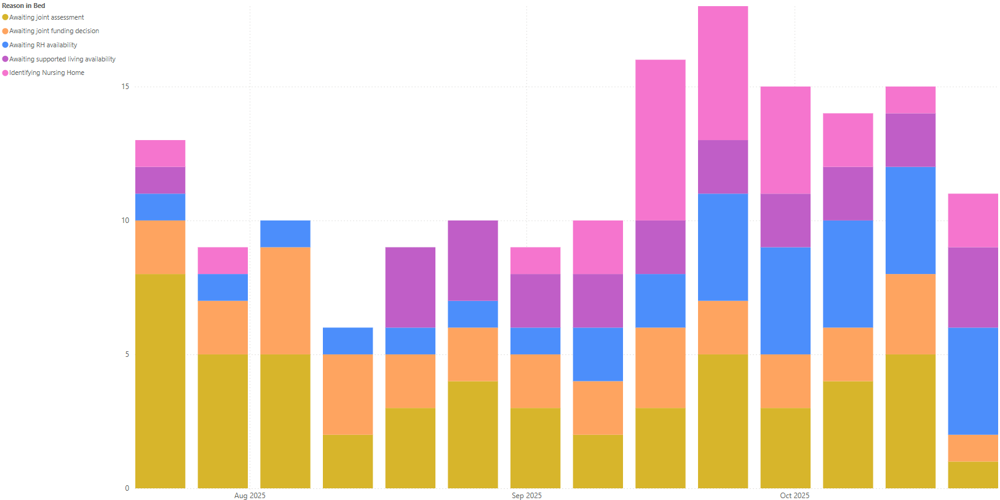 Reason in Bed
Awaiting joint assessment
Awaiting joint funding decision
Awaiting RH availability
Awaiting supported living availability
Identifying Nursing Home
15
10
5
0
Aug 2025
Sep 2025
Oct 2025